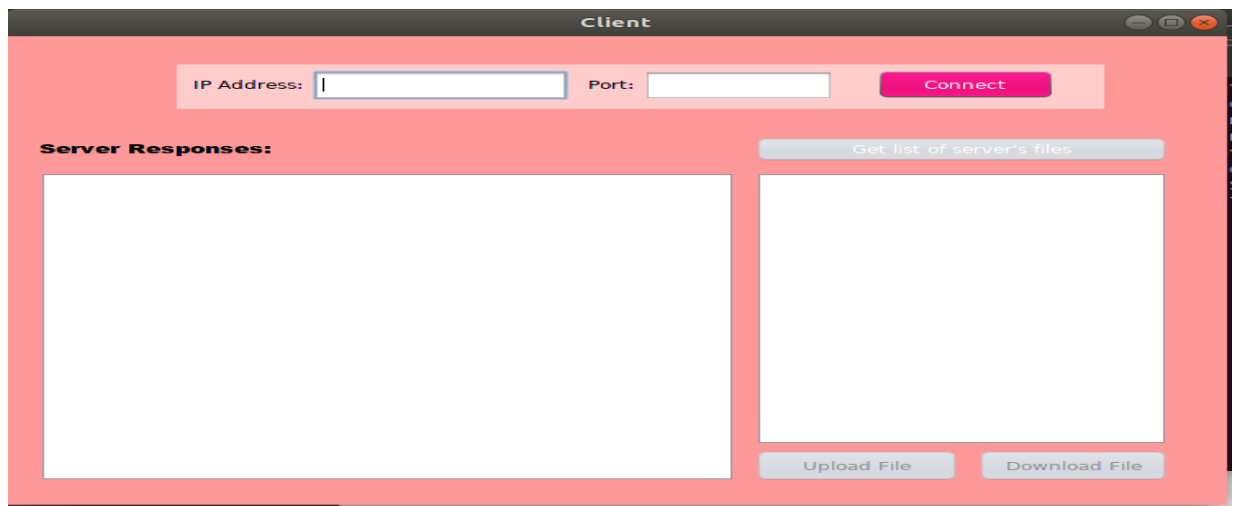 Client
IP Address: Port: Connect
Server Responses: Get list of server's files
Upload File Download File